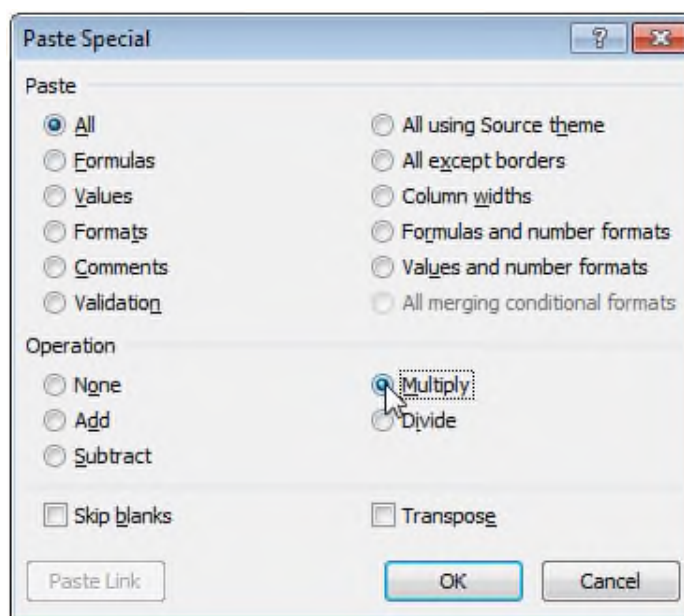 Paste Special
Paste
All
All using Source theme
Formulas
All except borders
Values
Column widths
Formats
Formulas and number formats
Comments
Values and number formats
Validation
All merging conditional formats
Operation
None
Multiply
Add
Divide
Subtract
Skip blanks
Transpose
Paste Link
OK
Cancel